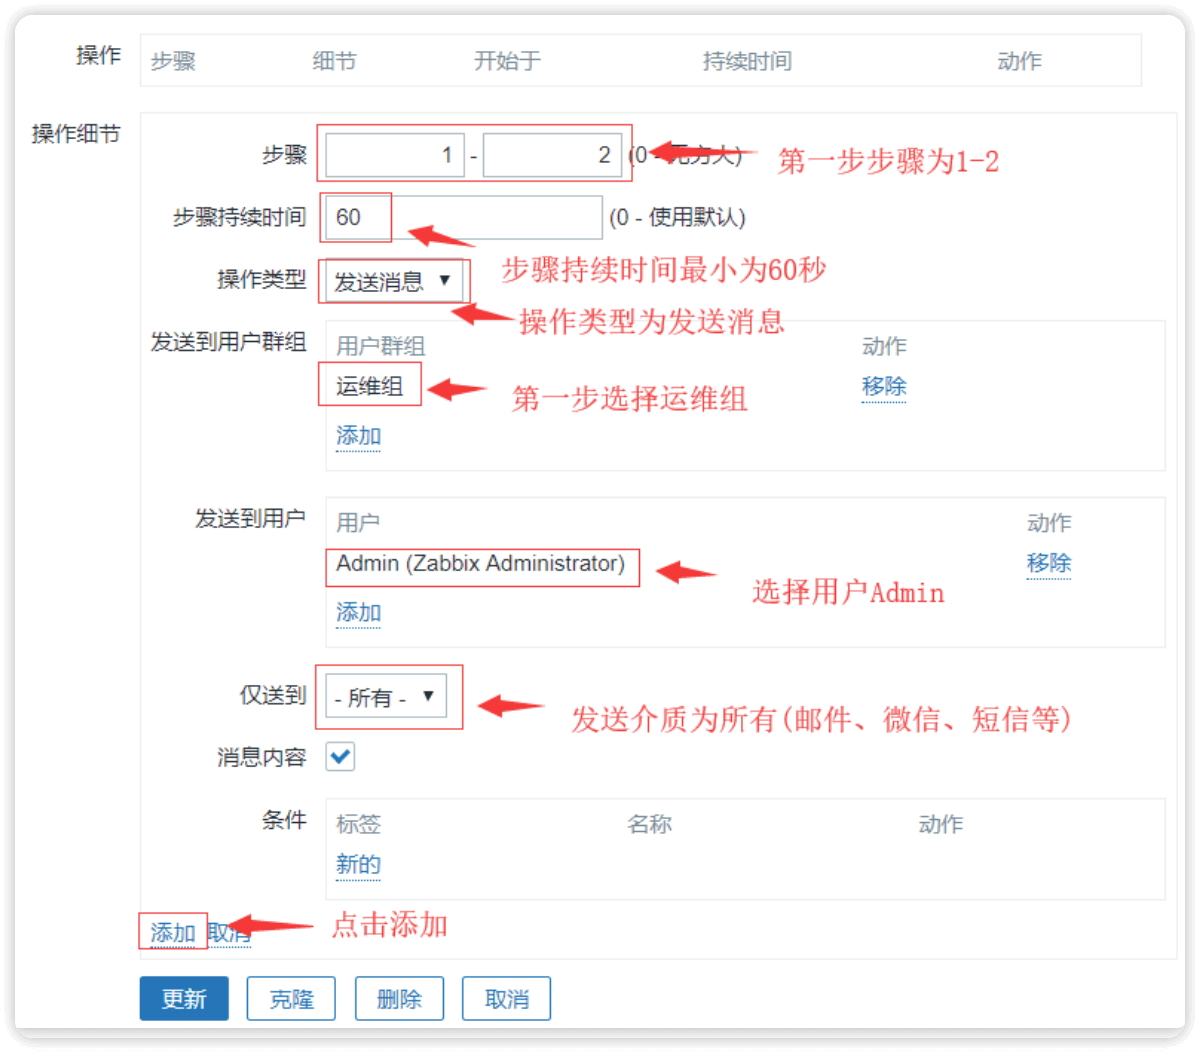 操作 步骤 细节 开始于 持续时间 动作
操作细节
步骤 1 - 2 (0 - 无穷大) 第一步步骤为1-2
步骤持续时间 60 (0 - 使用默认)
步骤持续时间最小为60秒
操作类型 发送消息
操作类型为发送消息
发送到用户群组 用户群组 动作
运维组 移除
第一步选择运维组
添加
发送到用户 用户 动作
Admin (Zabbix Administrator) 移除
选择用户Admin
添加
仅送到 - 所有 -
发送介质为所有(邮件、微信、短信等)
消息内容
条件 标签 名称 动作
新的
添加 取消 点击添加
更新 克隆 删除 取消